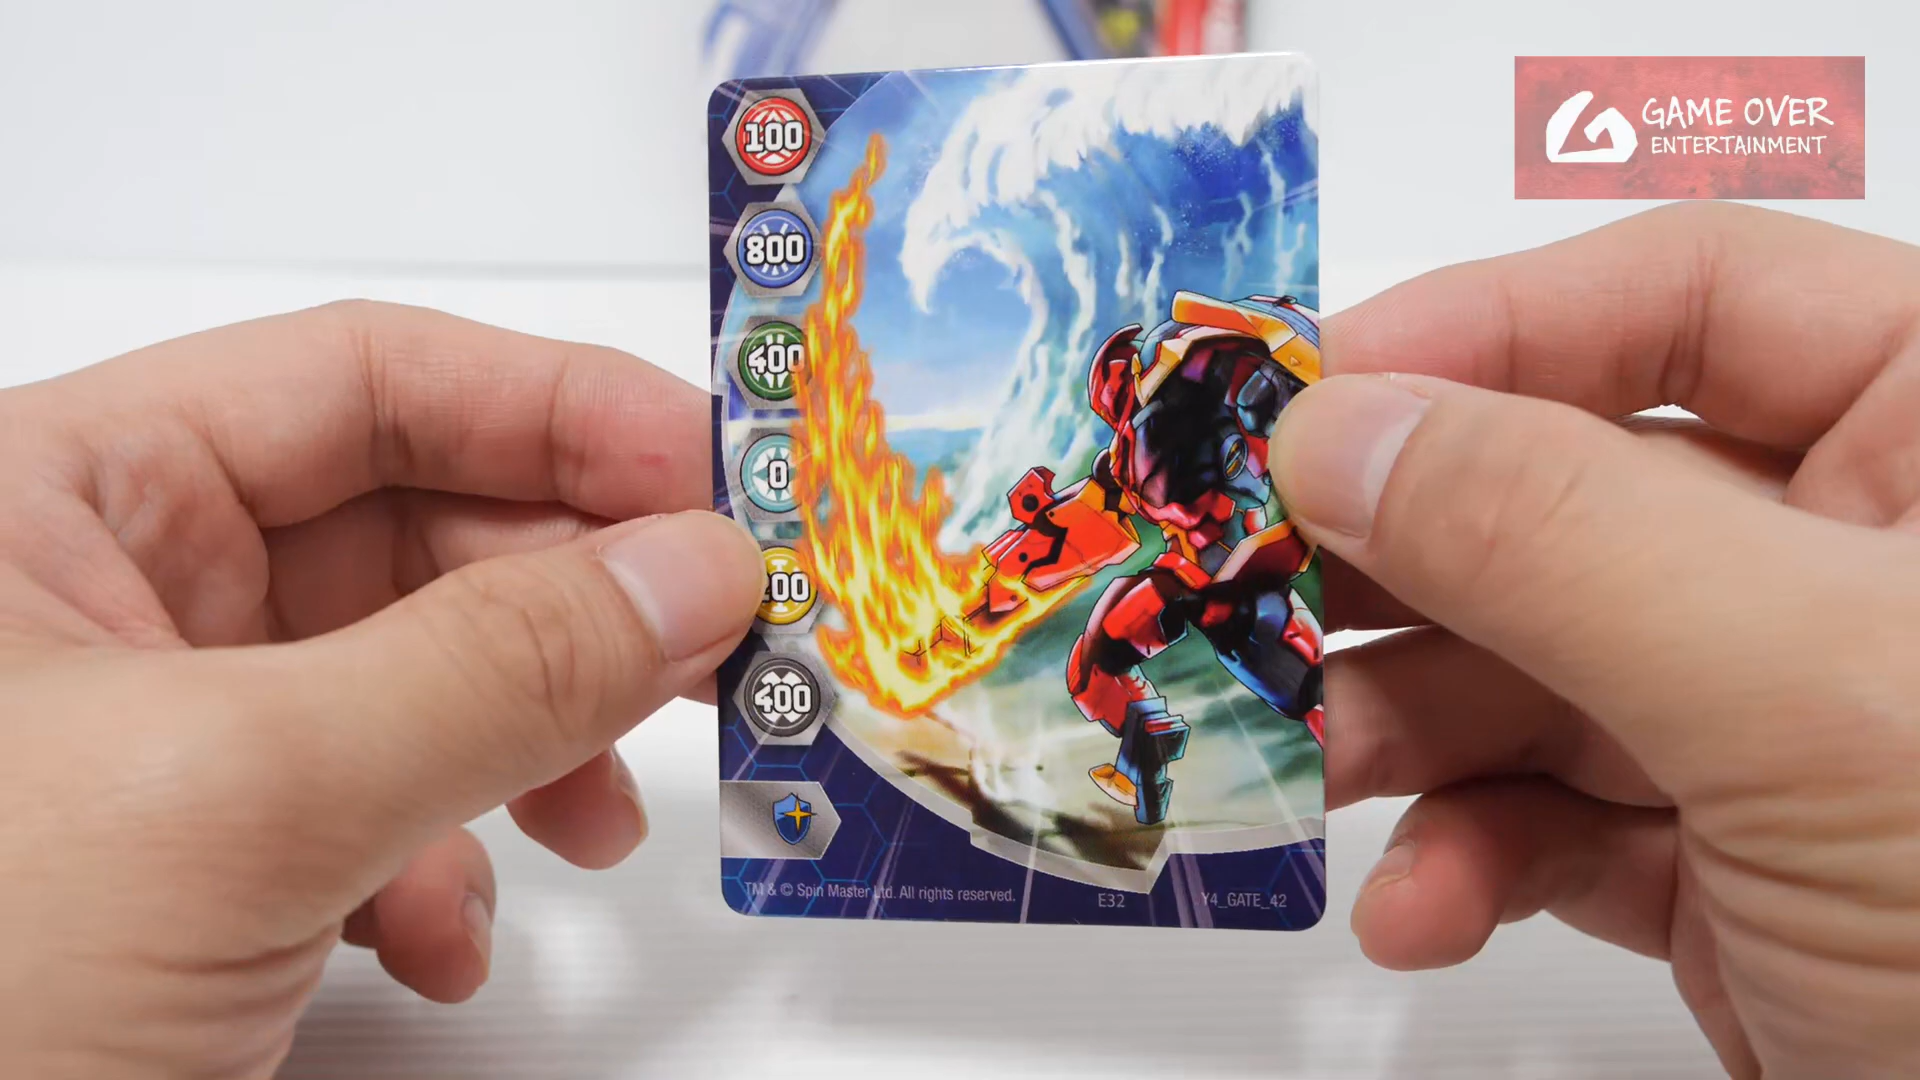 GAME OVER
ENTERTAINMENT
100
800
400
0
400
TM & © Spin Master Ltd. All rights reserved.
E32
Y4_GATE_42